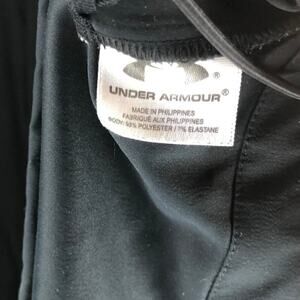 UNDER ARMOUR®
MADE IN PHILIPPINES
FABRIQUÉ AUX PHILIPPINES
BODY: 93% POLYESTER / 7% ELASTANE